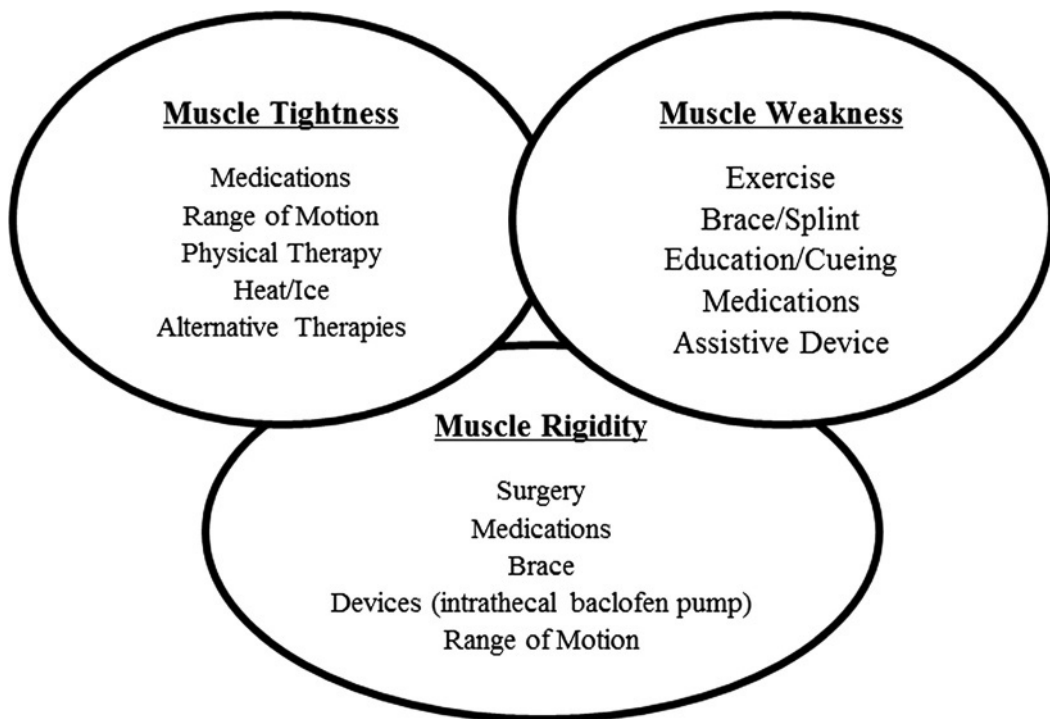 Muscle Tightness
Medications
Range of Motion
Physical Therapy
Heat/Ice
Alternative Therapies
Muscle Weakness
Exercise
Brace/Splint
Education/Cueing
Medications
Assistive Device
Muscle Rigidity
Surgery
Medications
Brace
Devices (intrathecal baclofen pump)
Range of Motion